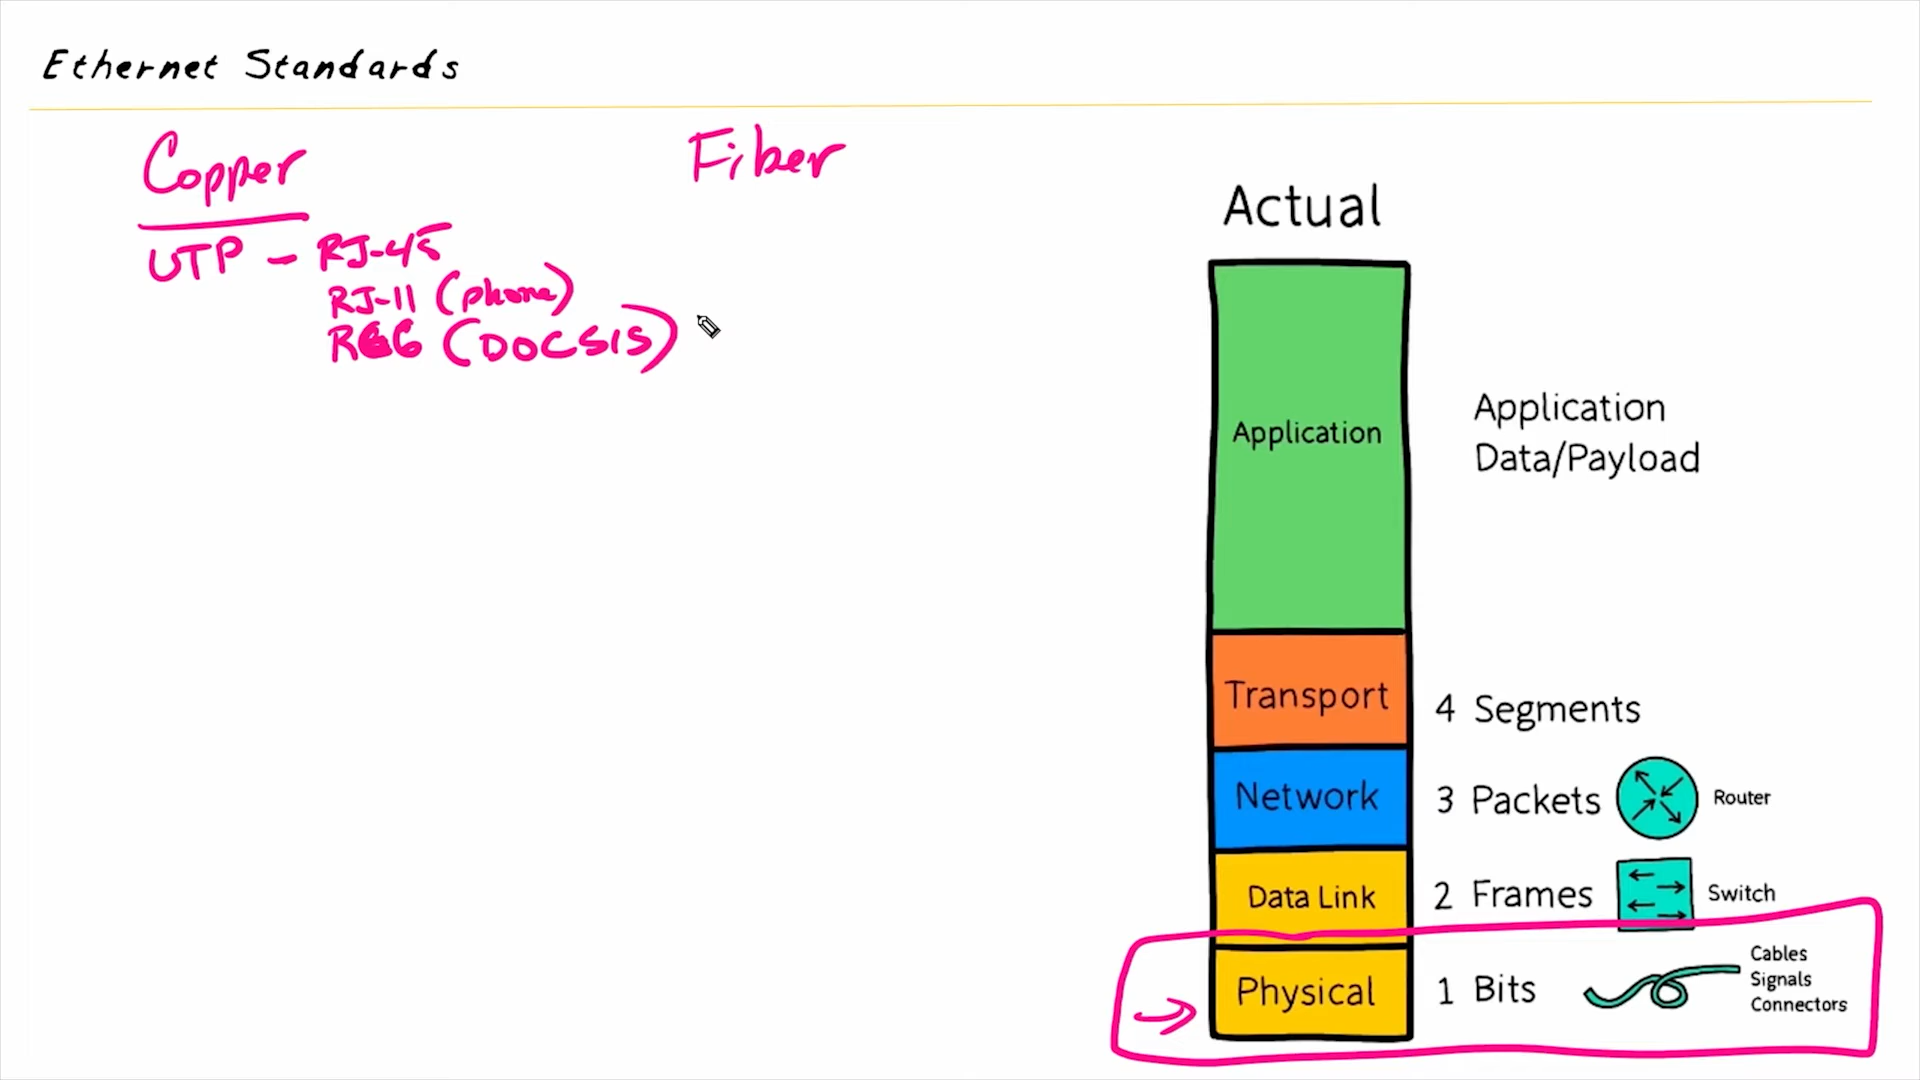 Ethernet Standards
Copper
Fiber
UTP - RJ-45
RJ-11 (phone)
RG6 (DOCSIS)
Actual
Application
Application
Data/Payload
Transport
4 Segments
Network
3 Packets
Router
Data Link
2 Frames
Switch
Physical
1 Bits
Cables
Signals
Connectors